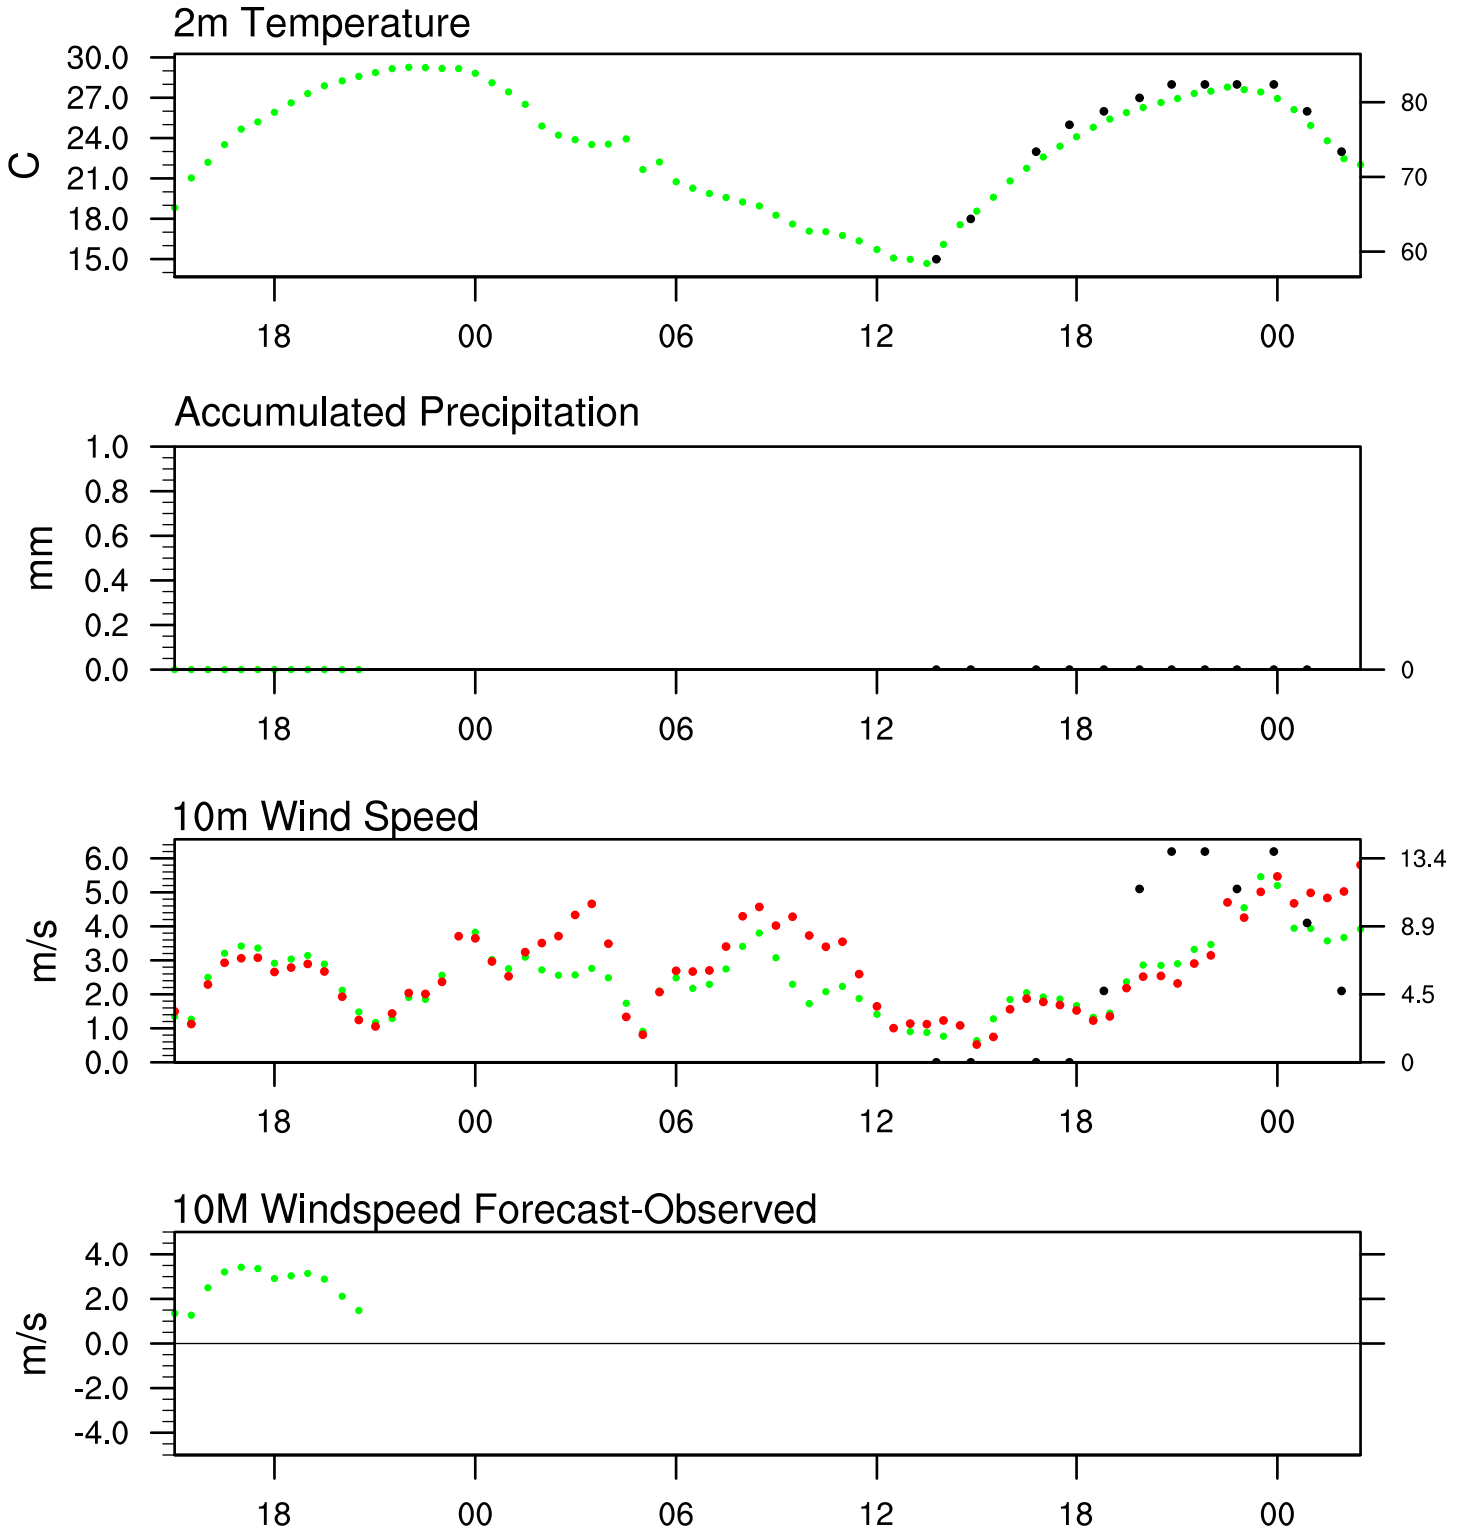 2m Temperature
30.0
27.0
24.0
21.0
18.0
15.0
C
80
70
60
18 00 06 12 18 00
Accumulated Precipitation
1.0
0.8
0.6
0.4
0.2
0.0
mm
0
18 00 06 12 18 00
10m Wind Speed
6.0
5.0
4.0
3.0
2.0
1.0
0.0
m/s
13.4
8.9
4.5
0
18 00 06 12 18 00
10M Windspeed Forecast-Observed
4.0
2.0
0.0
-2.0
-4.0
m/s
18 00 06 12 18 00